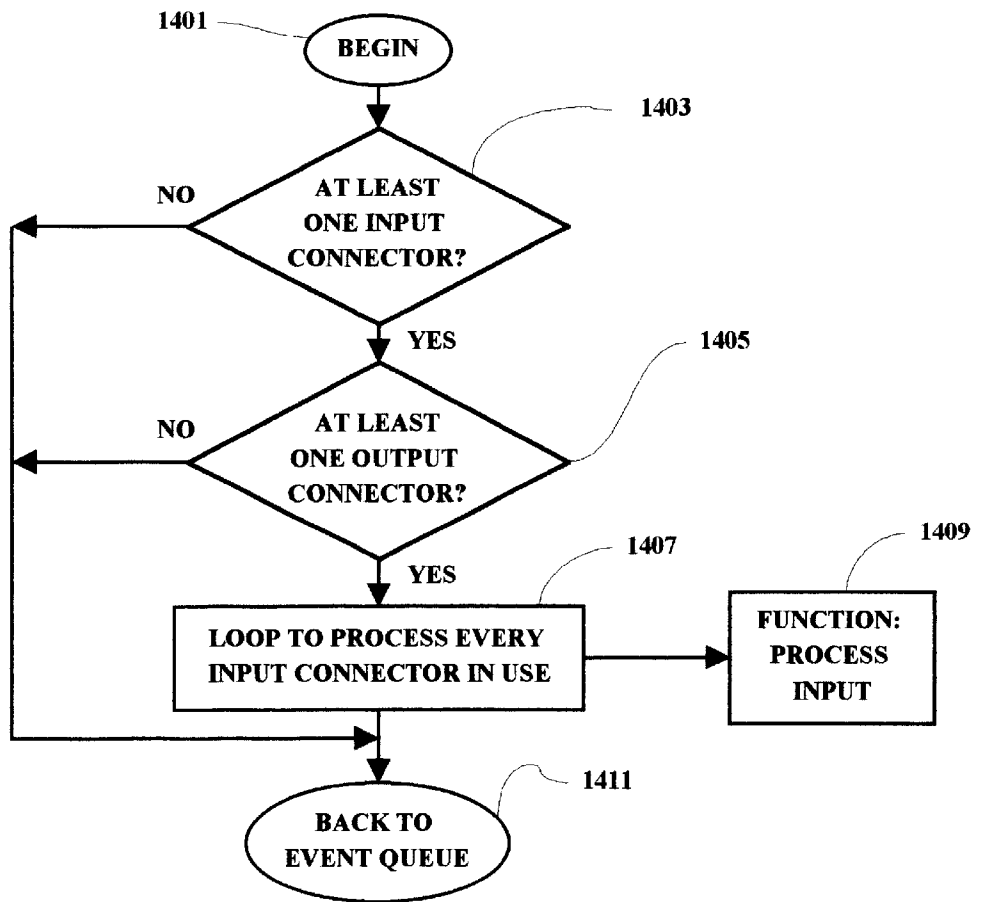 1401
BEGIN
1403
NO
AT LEAST
ONE INPUT
CONNECTOR?
YES
1405
NO
AT LEAST
ONE OUTPUT
CONNECTOR?
YES
1407
1409
LOOP TO PROCESS EVERY
INPUT CONNECTOR IN USE
FUNCTION:
PROCESS
INPUT
1411
BACK TO
EVENT QUEUE